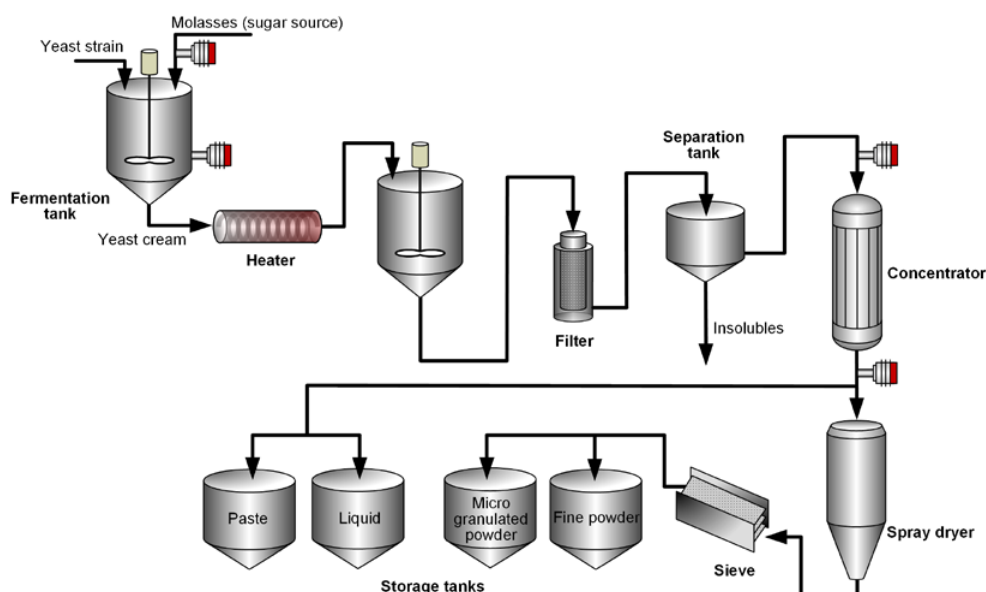 Molasses (sugar source)
Yeast strain
Fermentation
tank
Yeast cream
Heater
Filter
Separation
tank
Insolubles
Concentrator
Paste
Liquid
Micro
granulated
powder
Fine powder
Storage tanks
Sieve
Spray dryer